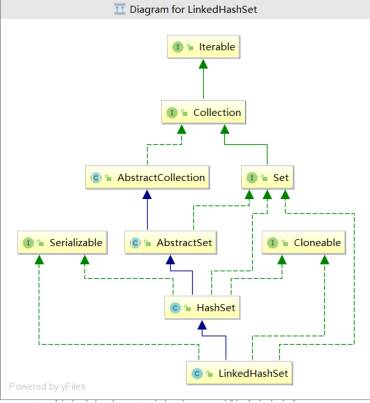 Diagram for LinkedHashSet
I Iterable
I Collection
C AbstractCollection
I Set
I Serializable
C AbstractSet
I Cloneable
C HashSet
C LinkedHashSet
Powered by yFiles